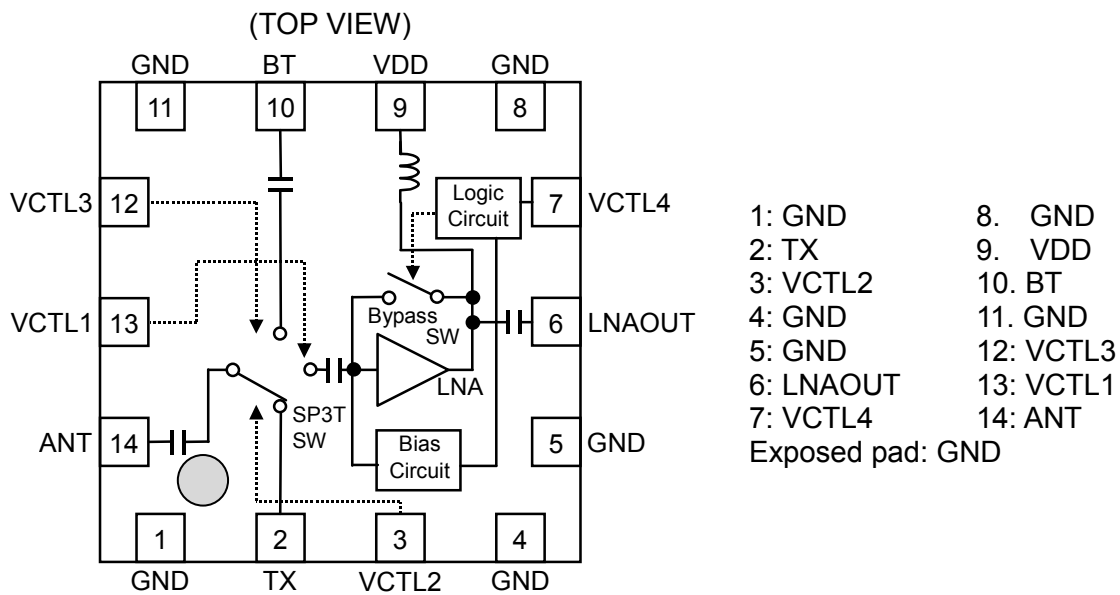 (TOP VIEW)
GND BT VDD GND
11 10 9 8
VCTL3 12
Logic
Circuit
7 VCTL4
VCTL1 13
Bypass
SW
6 LNAOUT
LNA
SP3T
SW
ANT 14
Bias
Circuit
5 GND
1 2 3 4
GND TX VCTL2 GND
1: GND
2: TX
3: VCTL2
4: GND
5: GND
6: LNAOUT
7: VCTL4
8. GND
9. VDD
10. BT
11. GND
12: VCTL3
13: VCTL1
14: ANT
Exposed pad: GND